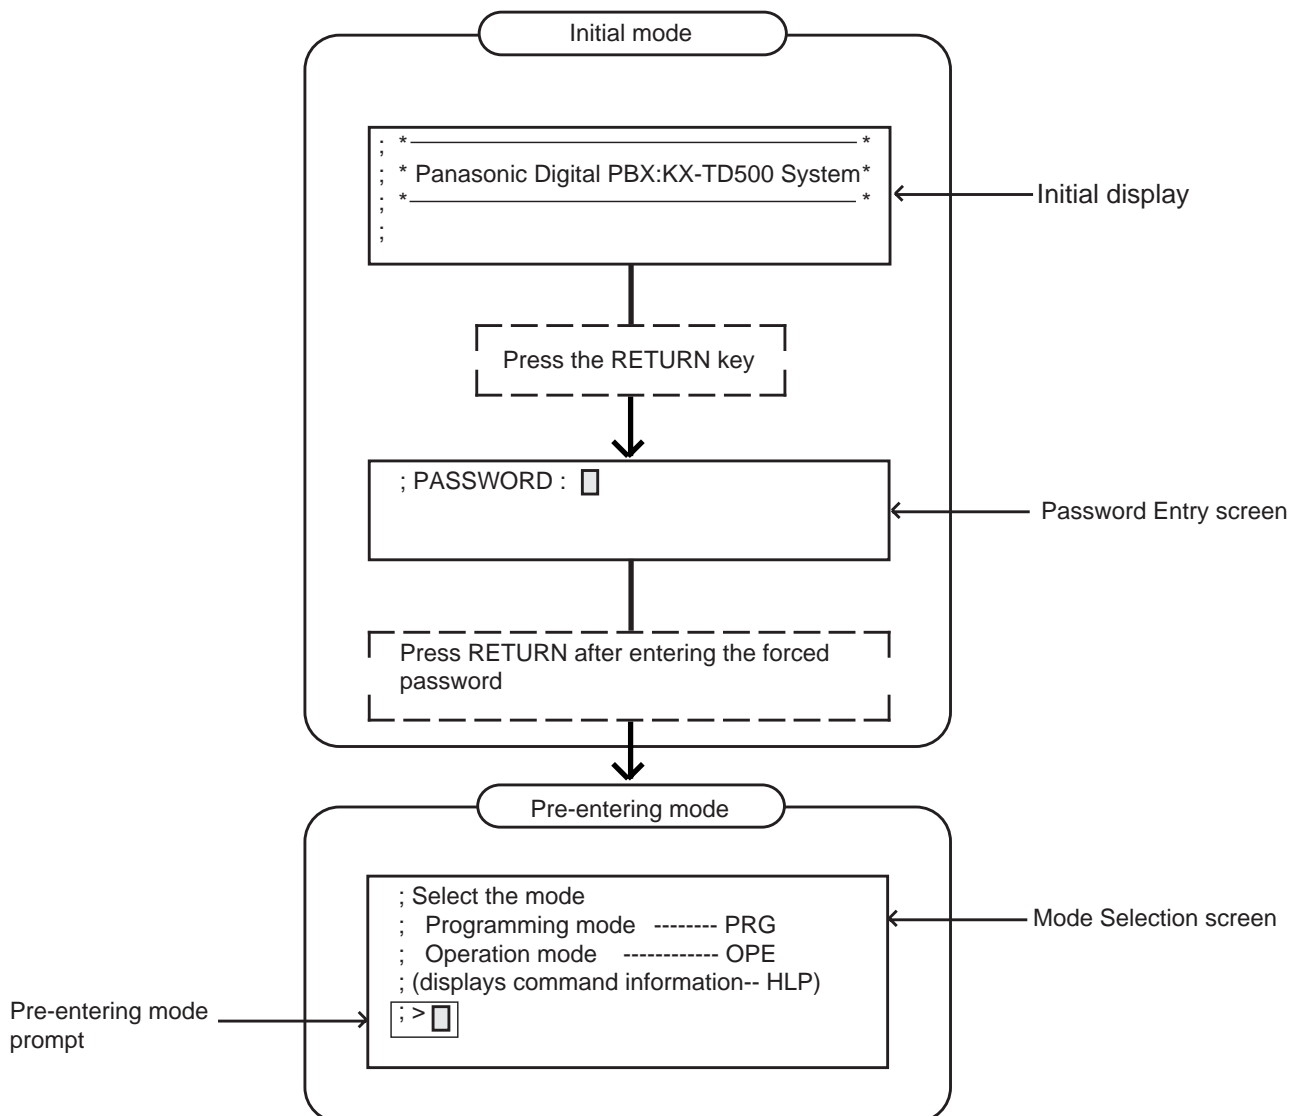 Initial mode
; *                                        *
; * Panasonic Digital PBX:KX-TD500 System*
; *                                        *
;
Initial display
Press the RETURN key
; PASSWORD :
Password Entry screen
Press RETURN after entering the forced
password
Pre-entering mode
; Select the mode
;   Programming mode   -------- PRG
;   Operation mode   ------------ OPE
; (displays command information-- HLP)
; >
Mode Selection screen
Pre-entering mode
prompt